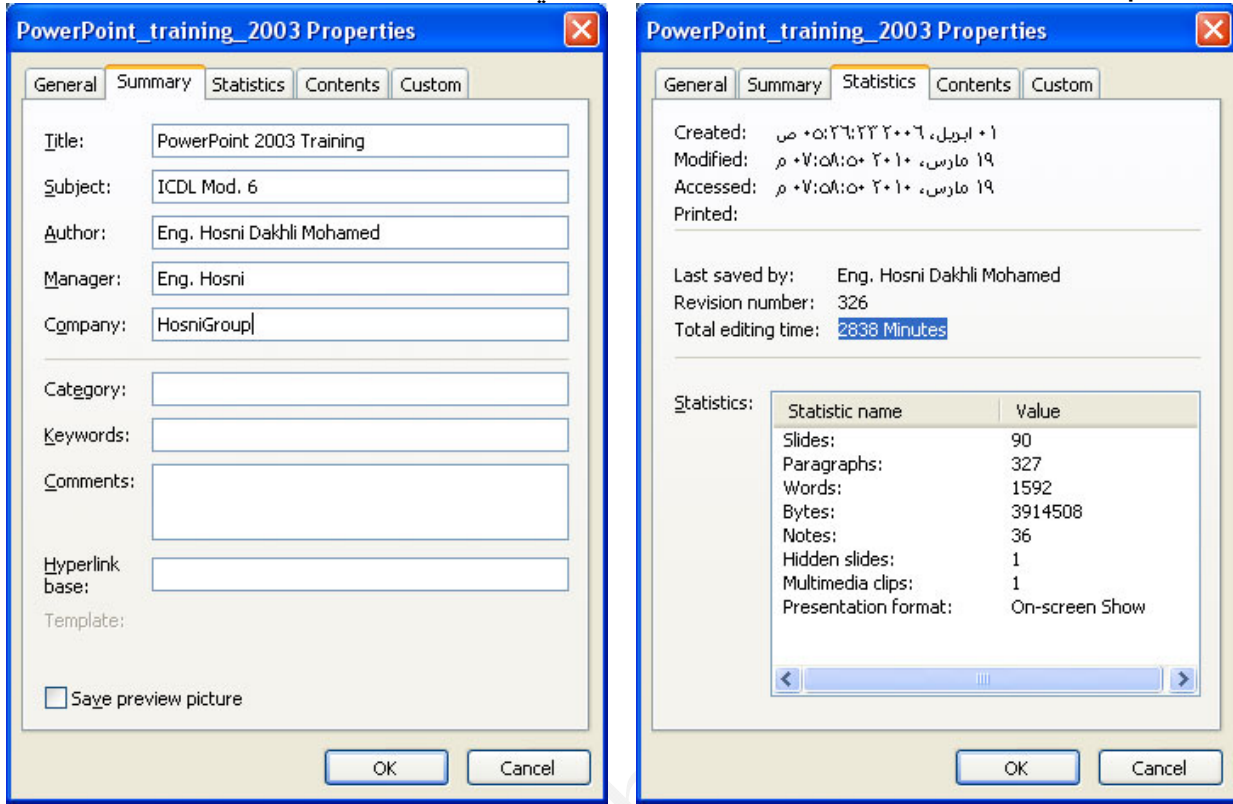 PowerPoint_training_2003 Properties
General Summary Statistics Contents Custom
Title: PowerPoint 2003 Training
Subject: ICDL Mod. 6
Author: Eng. Hosni Dakhli Mohamed
Manager: Eng. Hosni
Company: HosniGroup
Category:
Keywords:
Comments:
Hyperlink
base:
Template:
Save preview picture
OK Cancel
PowerPoint_training_2003 Properties
General Summary Statistics Contents Custom
Created: ٠١ ابريل، ٢٠٠٦ ٠٥:٢٦:٢٣ ص
Modified: ١٩ مارس، ٢٠١٠ ٠٧:٥٨:٥٠ م
Accessed: ١٩ مارس، ٢٠١٠ ٠٧:٥٨:٥٠ م
Printed:
Last saved by: Eng. Hosni Dakhli Mohamed
Revision number: 326
Total editing time: 2838 Minutes
Statistics:
Statistic name Value
Slides: 90
Paragraphs: 327
Words: 1592
Bytes: 3914508
Notes: 36
Hidden slides: 1
Multimedia clips: 1
Presentation format: On-screen Show
OK Cancel